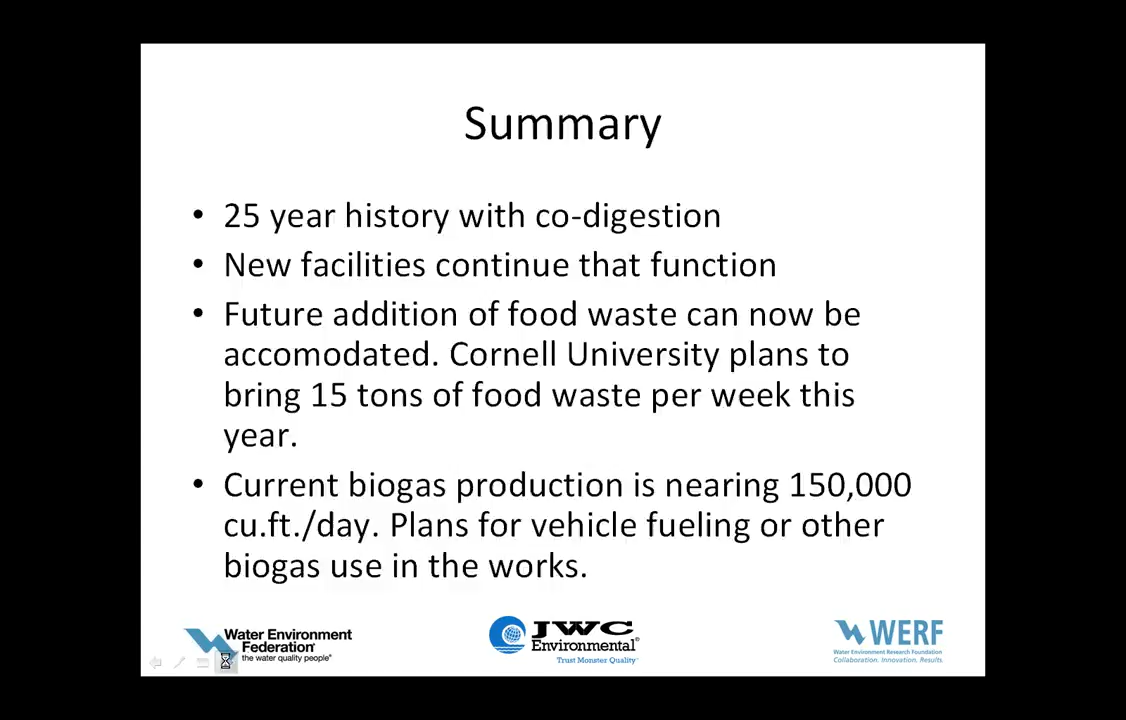 Summary
• 25 year history with co-digestion
• New facilities continue that function
• Future addition of food waste can now be
accomodated. Cornell University plans to
bring 15 tons of food waste per week this
year.
• Current biogas production is nearing 150,000
cu.ft./day. Plans for vehicle fueling or other
biogas use in the works.
Water Environment
Federation®
the water quality people®
JWC
Environmental®
Trust Monster Quality™
WERF
Water Environment Research Foundation
Collaboration. Innovation. Results.